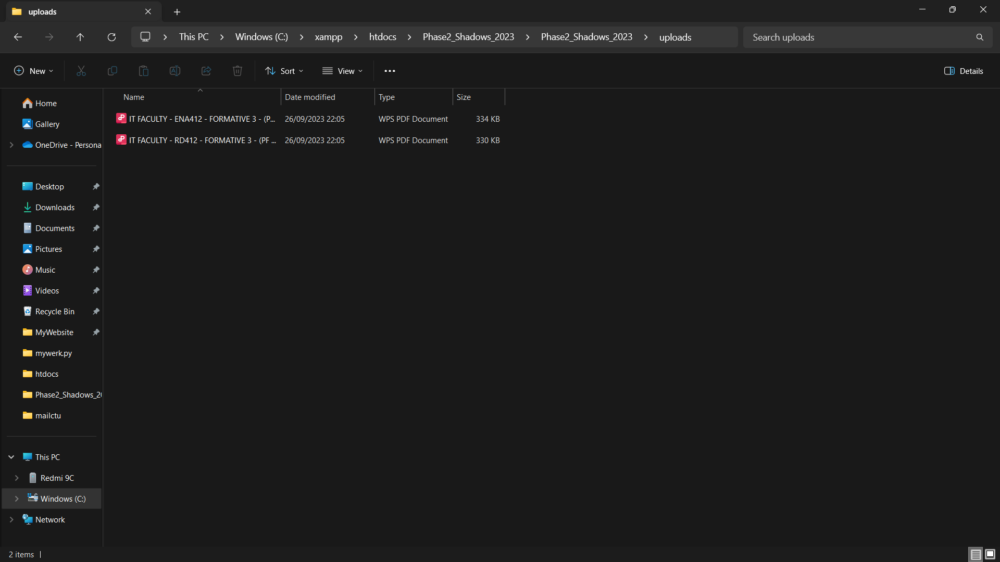 uploads
This PC > Windows (C:) > xampp > htdocs > Phase2_Shadows_2023 > Phase2_Shadows_2023 > uploads
Search uploads
New
Sort
View
Details
Name Date modified Type Size
IT FACULTY - ENA412 - FORMATIVE 3 - (P... 26/09/2023 22:05 WPS PDF Document 334 KB
IT FACULTY - RD412 - FORMATIVE 3 - (PF ... 26/09/2023 22:05 WPS PDF Document 330 KB
Home
Gallery
OneDrive - Persona
Desktop
Downloads
Documents
Pictures
Music
Videos
Recycle Bin
MyWebsite
mywerk.py
htdocs
Phase2_Shadows_2
mailctu
This PC
Redmi 9C
Windows (C:)
Network
2 items